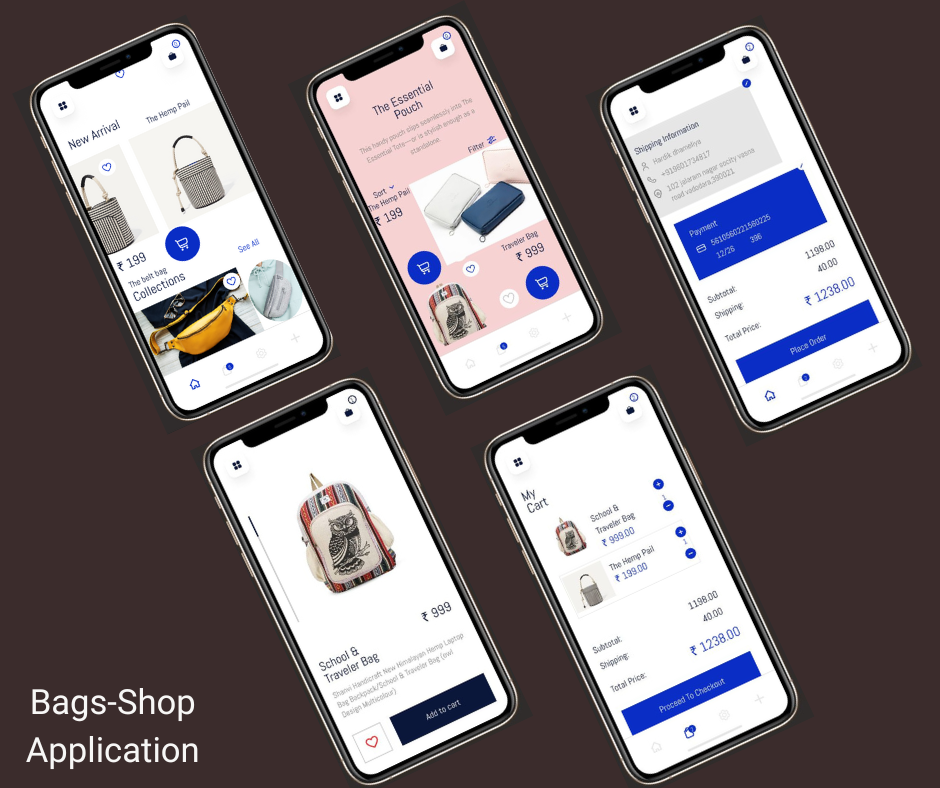 New Arrival
The Hemp Pail
₹ 199
See All
The belt bag
Collections
The Essential
Pouch
This handy pouch clips seamlessly into The
Essential Tote—or is stylish enough as a
standalone.
Filter
Sort
The Hemp Pail
₹ 199
Traveler Bag
₹ 999
Shipping Information
Hardik dhameliya
+919601734817
102 jalaram nagar socity vasna
road vadodara,390021
Payment
5610560221560225
12/26 396
Subtotal: 1198.00
Shipping: 40.00
Total Price: ₹ 1238.00
Place Order
₹ 999
School &
Traveler Bag
Shanvi Handicraft New Himalayan Hemp Laptop
Bag Backpack/School & Traveler Bag (owl
Design Multicolour)
Add to cart
My
Cart
School &
Traveler Bag
₹ 999.00
1
The Hemp Pail
₹ 199.00
1
Subtotal: 1198.00
Shipping: 40.00
Total Price: ₹ 1238.00
Proceed To Checkout
Bags-Shop
Application